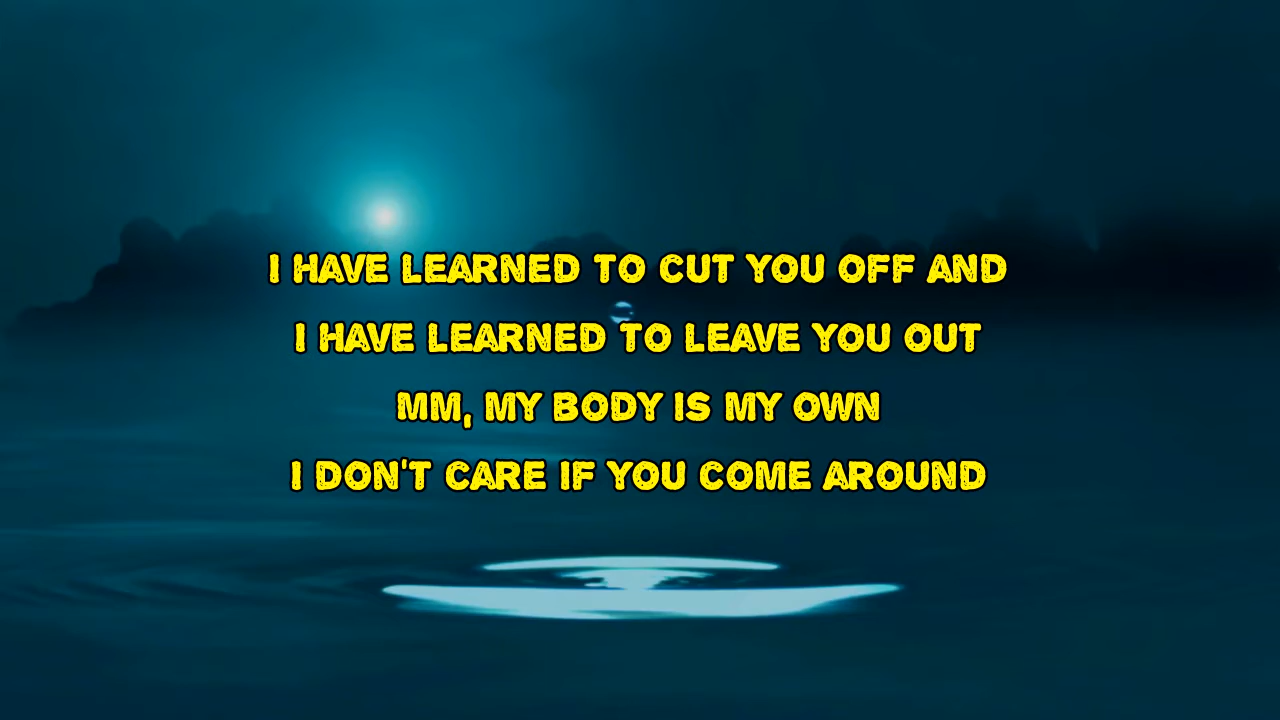 I HAVE LEARNED TO CUT YOU OFF AND
I HAVE LEARNED TO LEAVE YOU OUT
MM, MY BODY IS MY OWN
I DON'T CARE IF YOU COME AROUND